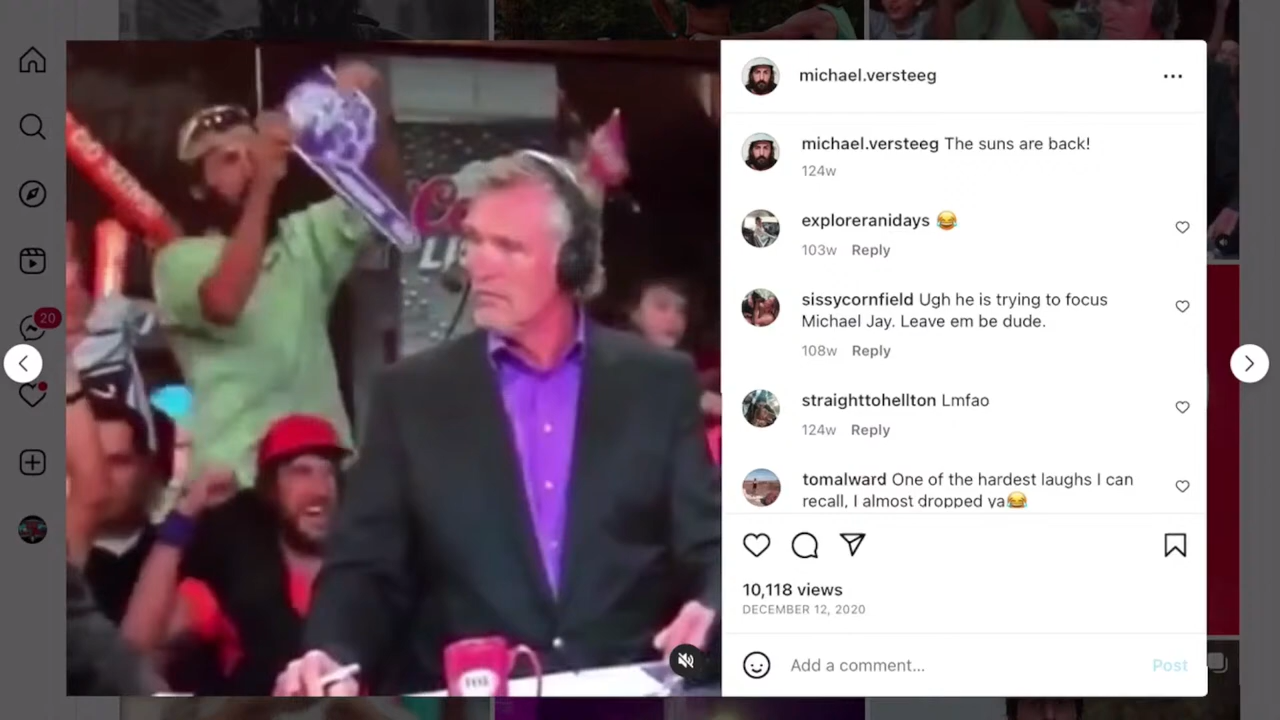 michael.versteeg
michael.versteeg The suns are back!
124w
exploreranidays 😂
103w Reply
sissycornfield Ugh he is trying to focus
Michael Jay. Leave em be dude.
108w Reply
straighttohellton Lmfao
124w Reply
tomalward One of the hardest laughs I can
recall, I almost dropped ya😂
20
10,118 views
DECEMBER 12, 2020
Add a comment...
Post